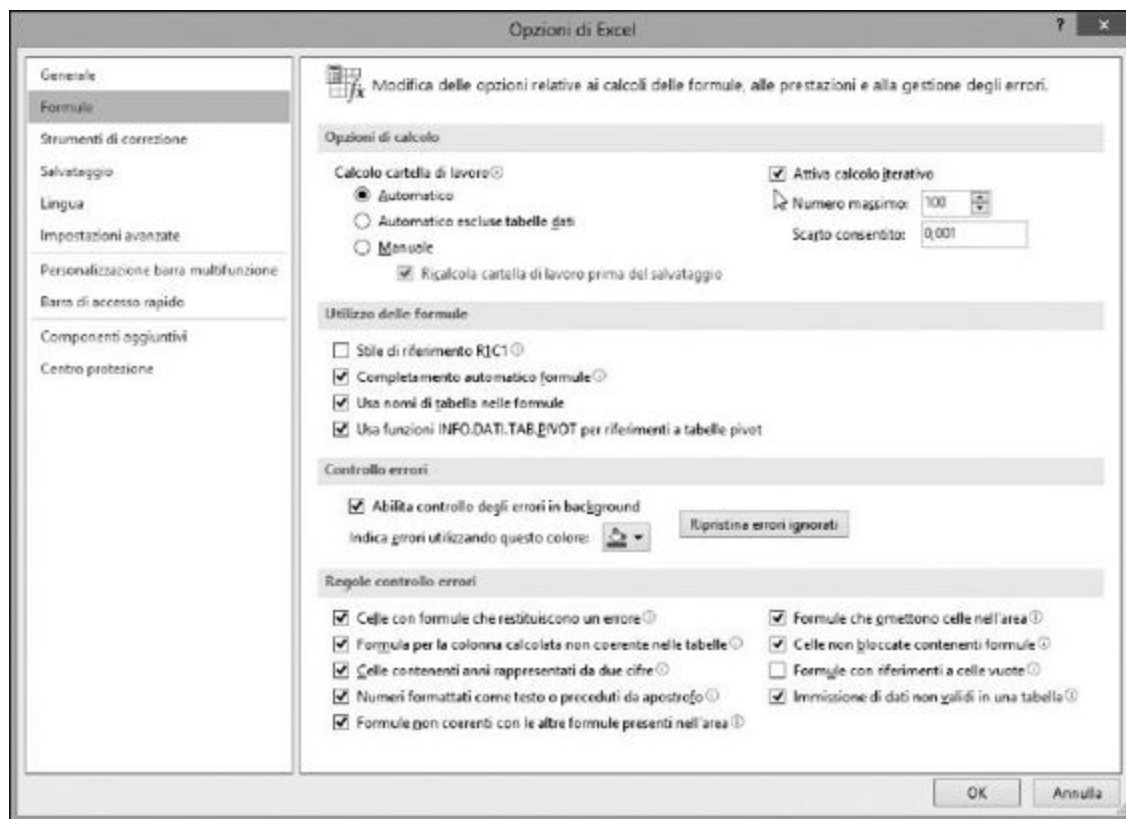 Opzioni di Excel
?
Generale
Formule
Strumenti di correzione
Salvataggio
Lingua
Impostazioni avanzate
Personalizzazione barra multifunzione
Barra di accesso rapido
Componenti aggiuntivi
Centro protezione
Modifica delle opzioni relative ai calcoli delle formule, alle prestazioni e alla gestione degli errori.
Opzioni di calcolo
Calcolo cartella di lavoro
Automatico
Automatico escluse tabelle dati
Manuale
Ricalcola cartella di lavoro prima del salvataggio
Attiva calcolo iterativo
Numero massimo: 100
Scarto consentito: 0,001
Utilizzo delle formule
Stile di riferimento R1C1
Completamento automatico formule
Usa nomi di tabella nelle formule
Usa funzioni INFO.DATI.TAB.PIVOT per riferimenti a tabelle pivot
Controllo errori
Abilita controllo degli errori in background
Indica errori utilizzando questo colore:
Ripristina errori ignorati
Regole controllo errori
Celle con formule che restituiscono un errore
Formula per la colonna calcolata non coerente nelle tabelle
Celle contenenti anni rappresentati da due cifre
Numeri formattati come testo o preceduti da apostrofo
Formule non coerenti con le altre formule presenti nell'area
Formule che omettono celle nell'area
Celle non bloccate contenenti formule
Formule con riferimenti a celle vuote
Immissione di dati non validi in una tabella
OK
Annulla